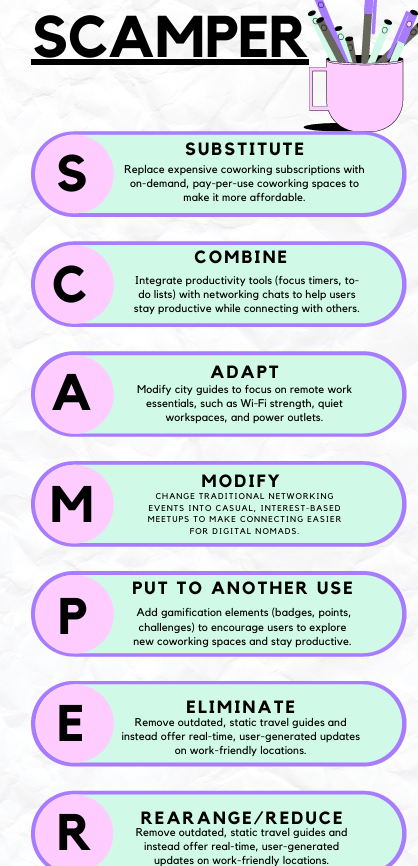 SCAMPER
S
SUBSTITUTE
Replace expensive coworking subscriptions with
on-demand, pay-per-use coworking spaces to
make it more affordable.
C
COMBINE
Integrate productivity tools (focus timers, to-
do lists) with networking chats to help users
stay productive while connecting with others.
A
ADAPT
Modify city guides to focus on remote work
essentials, such as Wi-Fi strength, quiet
workspaces, and power outlets.
M
MODIFY
CHANGE TRADITIONAL NETWORKING
EVENTS INTO CASUAL, INTEREST-BASED
MEETUPS TO MAKE CONNECTING EASIER
FOR DIGITAL NOMADS.
P
PUT TO ANOTHER USE
Add gamification elements (badges, points,
challenges) to encourage users to explore
new coworking spaces and stay productive.
E
ELIMINATE
Remove outdated, static travel guides and
instead offer real-time, user-generated updates
on work-friendly locations.
R
REARANGE/REDUCE
Remove outdated, static travel guides and
instead offer real-time, user-generated
updates on work-friendly locations.